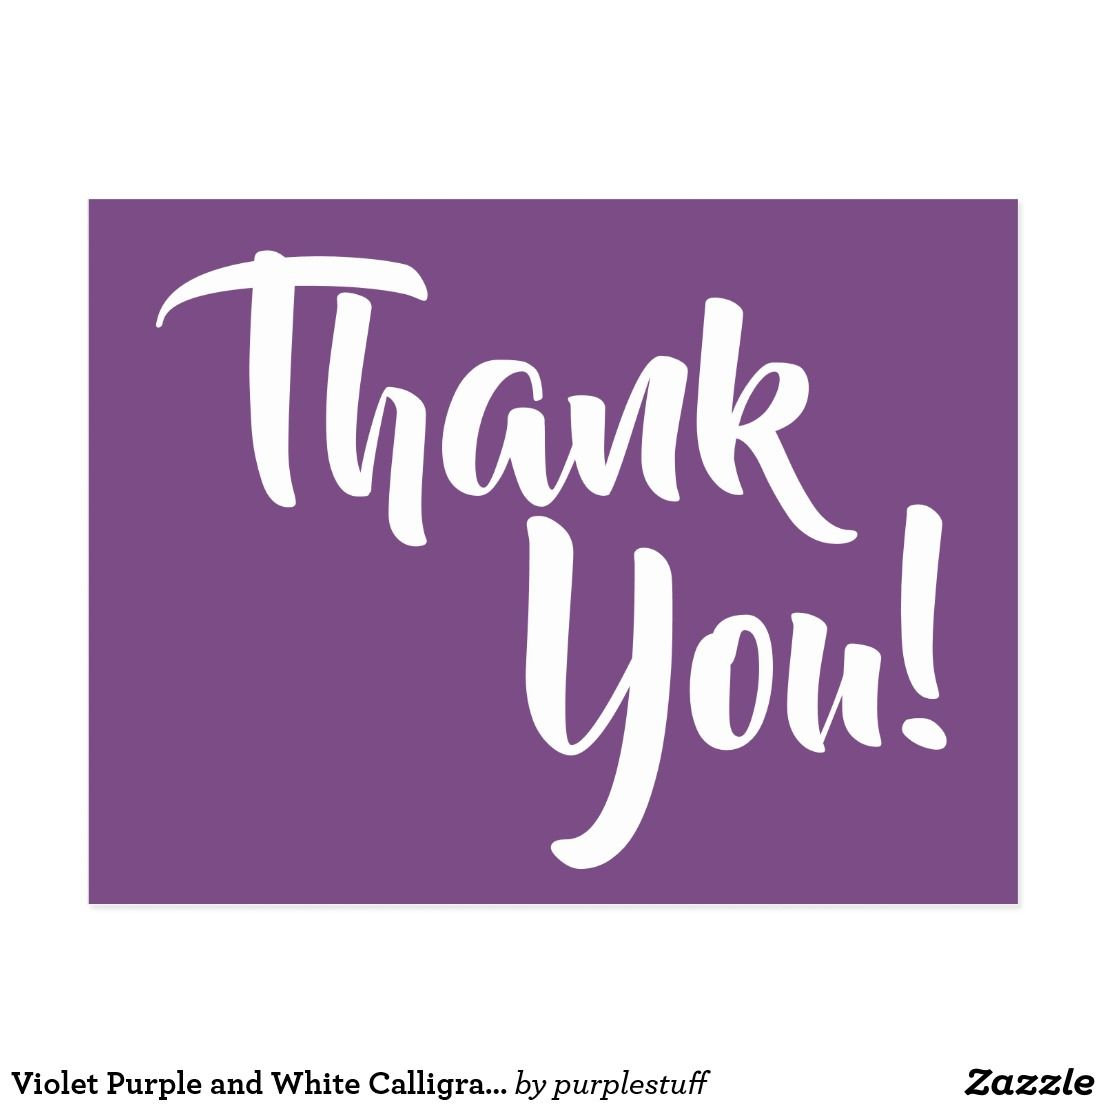 Thank
You!
Violet Purple and White Calligra... by purplestuff
Zazzle